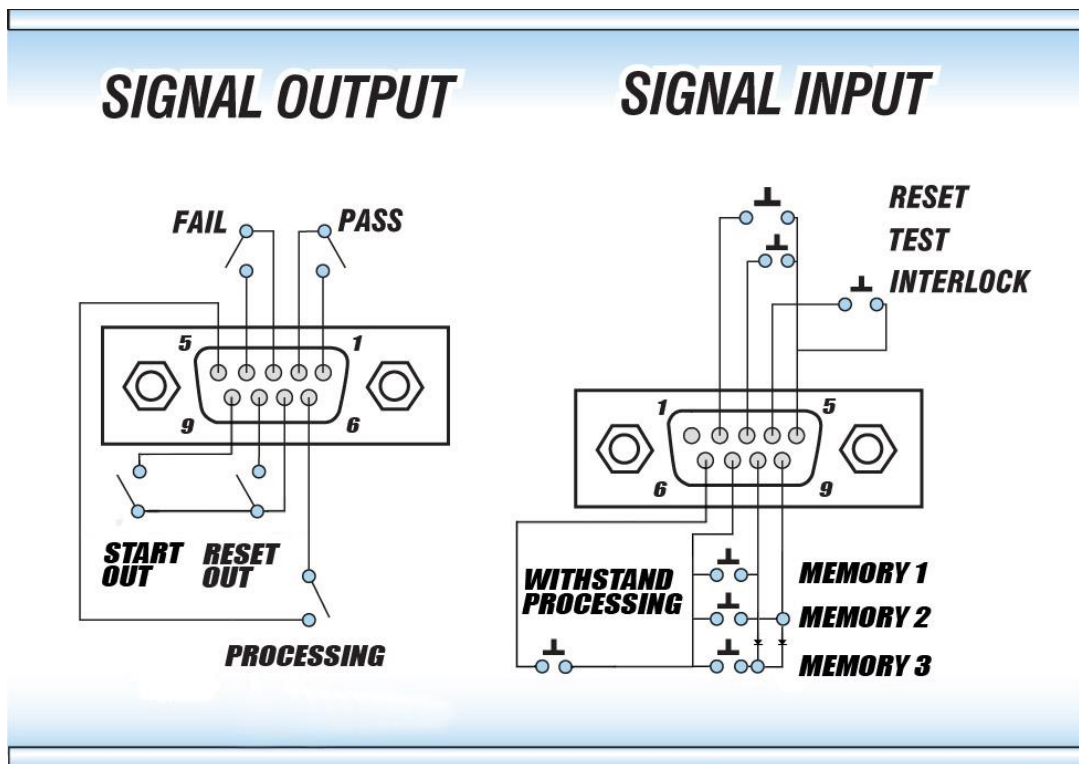 SIGNAL OUTPUT
SIGNAL INPUT
FAIL
PASS
5
1
9
6
START
OUT
RESET
OUT
PROCESSING
RESET
TEST
INTERLOCK
1
5
6
9
WITHSTAND
PROCESSING
MEMORY 1
MEMORY 2
MEMORY 3